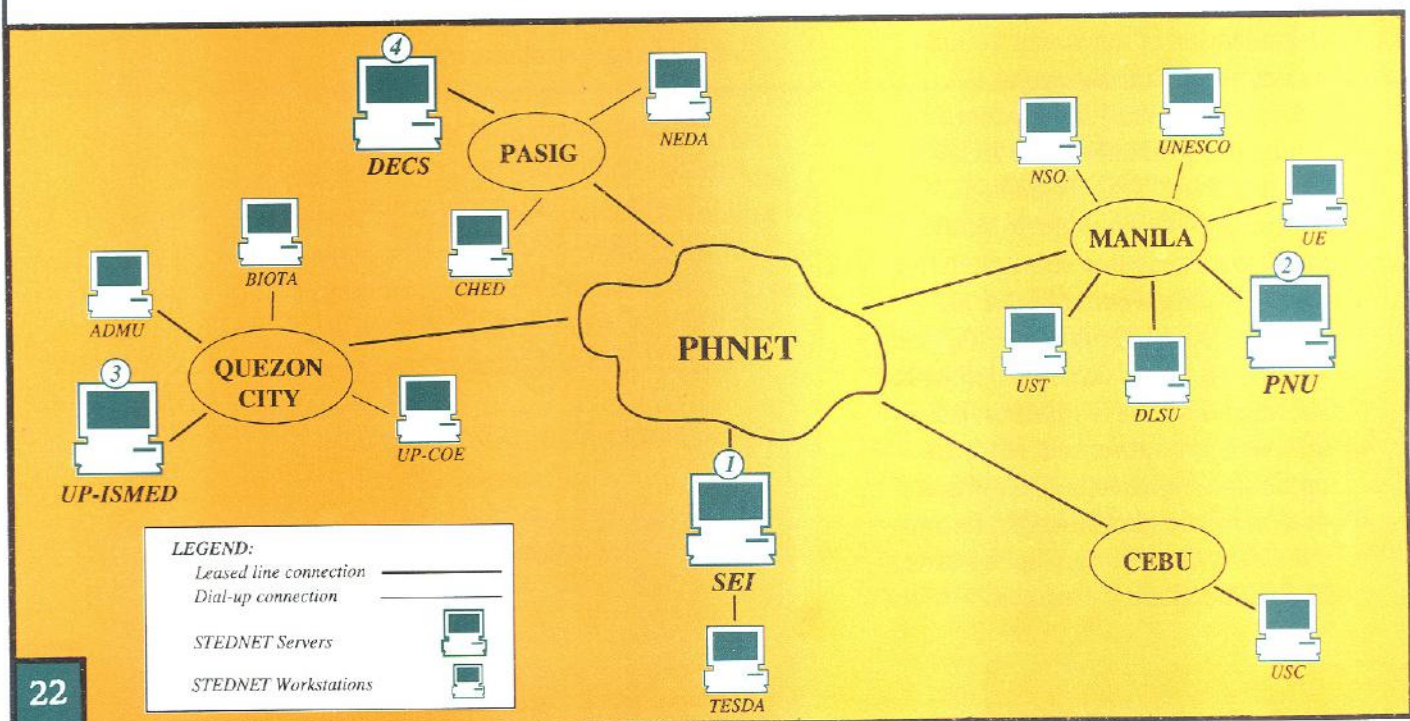 4
DECS
PASIG
NEDA
CHED
BIOTA
ADMU
QUEZON
CITY
3
UP-ISMED
UP-COE
PHNET
1
SEI
TESDA
NSO.
UNESCO
MANILA
UE
2
PNU
UST
DLSU
CEBU
USC
LEGEND:
Leased line connection
Dial-up connection
STEDNET Servers
STEDNET Workstations
22